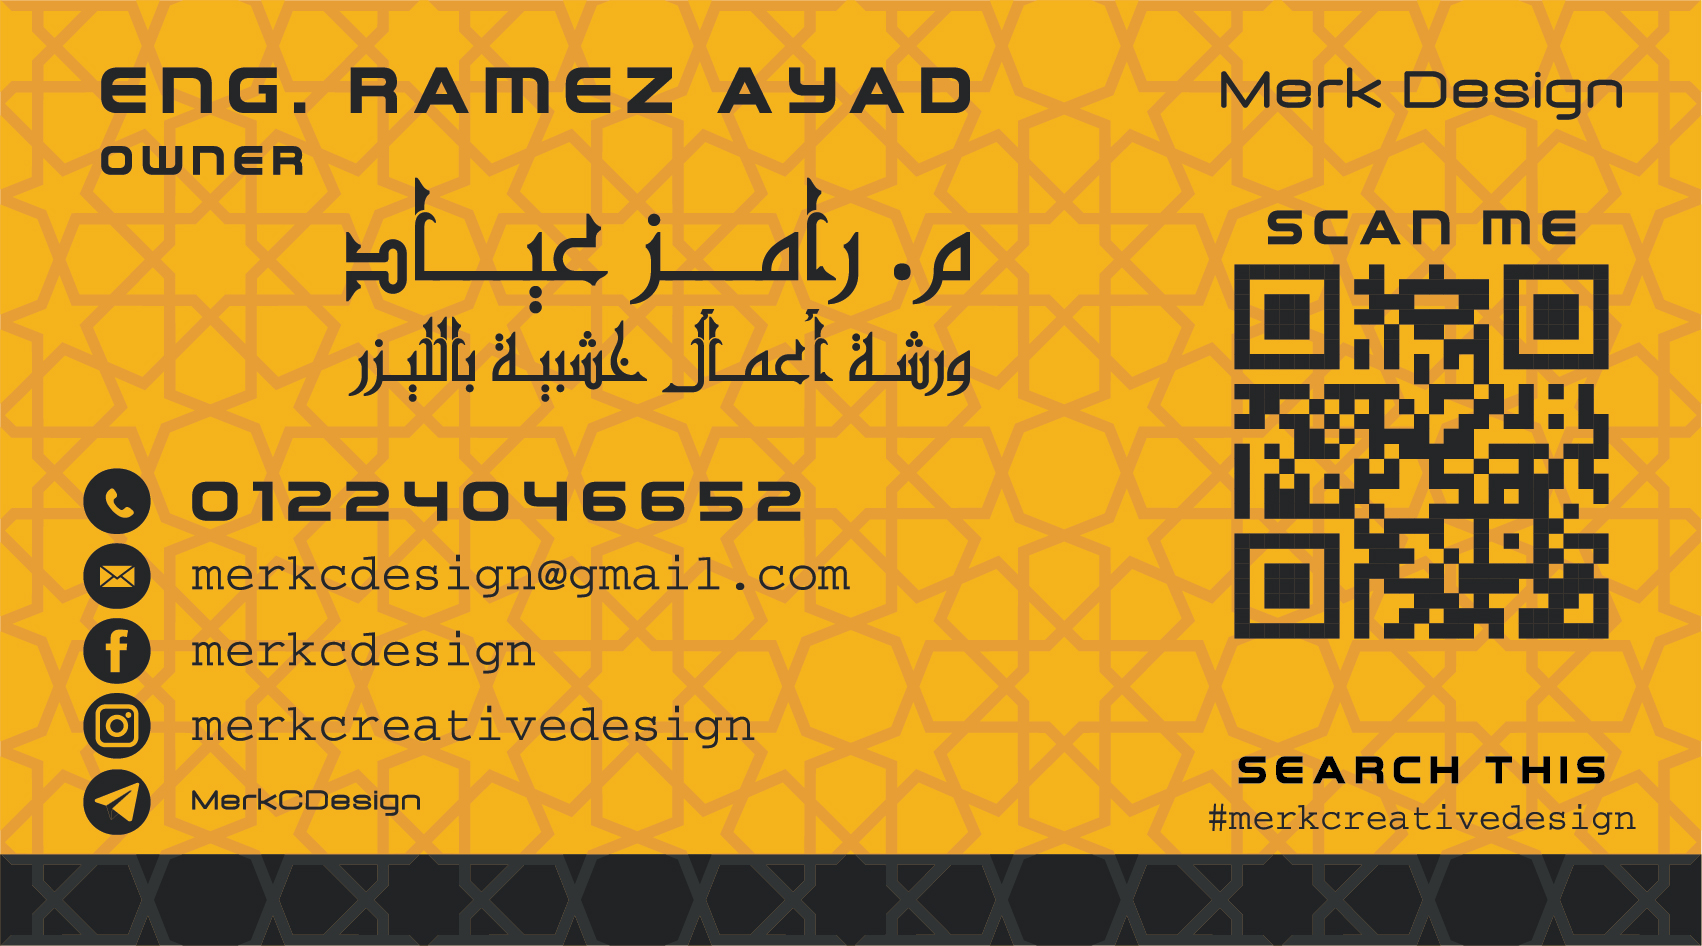 ENG. RAMEZ AYAD
OWNER
م. رامز عياد
ورشة أعمال خشبية بالليزر
01224046652
merkcdesign@gmail.com
merkcdesign
merkcreativedesign
MerkCDesign
Merk Design
SCAN ME
SEARCH THIS
#merkcreativedesign